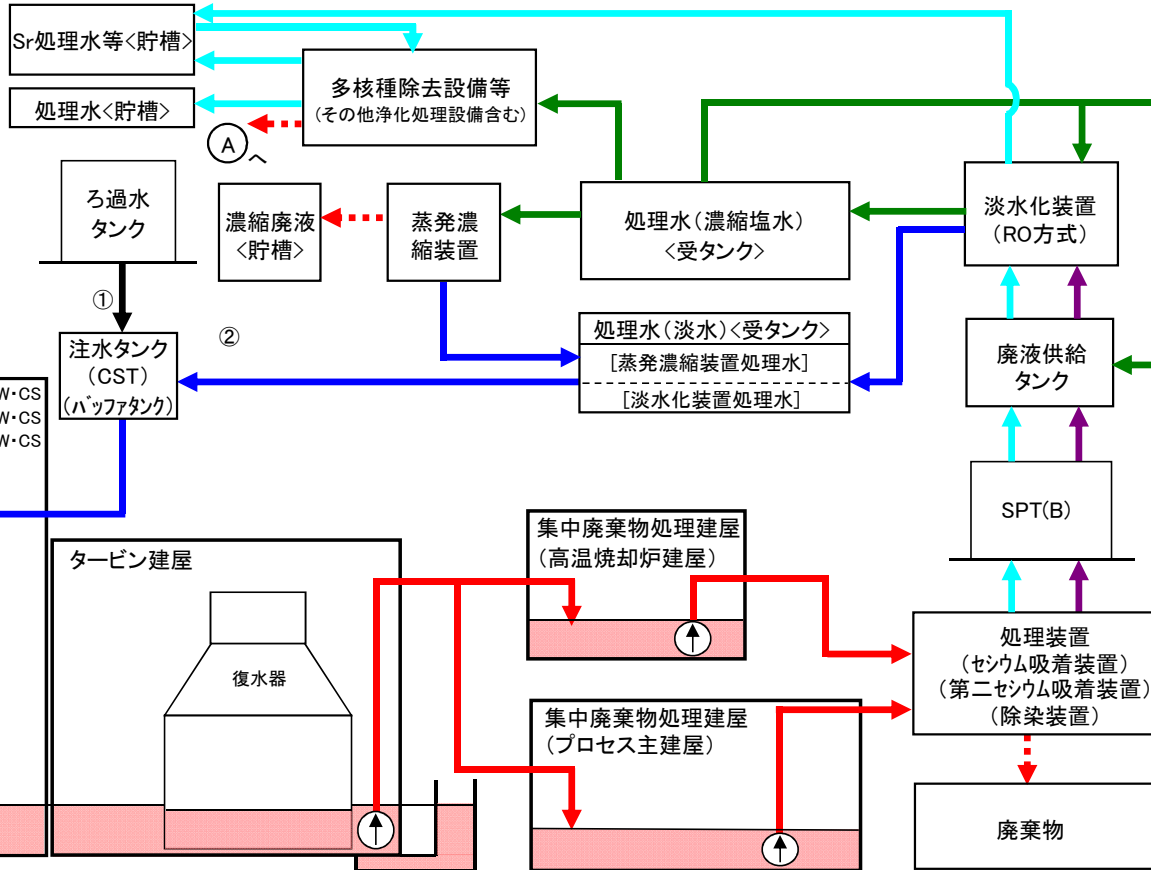 Sr処理水等<貯槽>
処理水<貯槽>
多核種除去設備等
(その他浄化処理設備含む)
A
へ
ろ過水
タンク
①
濃縮廃液
<貯槽>
蒸発濃
縮装置
処理水(濃縮塩水)
<受タンク>
淡水化装置
(RO方式)
②
注水タンク
(CST)
(バッファタンク)
処理水(淡水)<受タンク>
[蒸発濃縮装置処理水]
[淡水化装置処理水]
廃液供給
タンク
W・CS
W・CS
W・CS
SPT(B)
タービン建屋
復水器
集中廃棄物処理建屋
(高温焼却炉建屋)
集中廃棄物処理建屋
(プロセス主建屋)
処理装置
(セシウム吸着装置)
(第二セシウム吸着装置)
(除染装置)
廃棄物